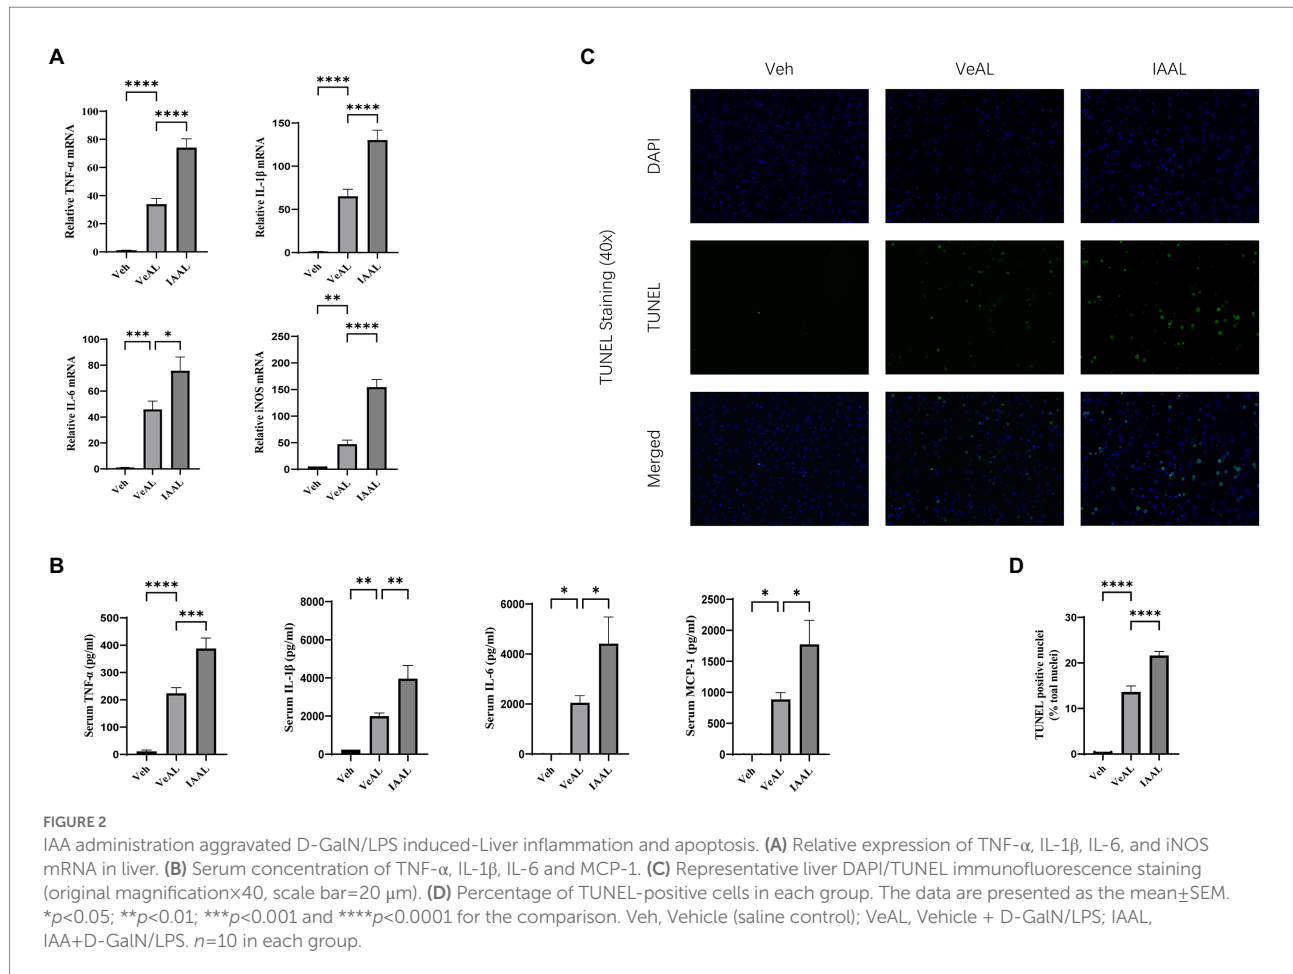 A
****
****
100
80
60
40
20
0
Relative TNF-α mRNA
Veh
VeAL
IAAL
****
****
150
100
50
0
Relative IL-1β mRNA
Veh
VeAL
IAAL
***
*
100
80
60
40
20
0
Relative IL-6 mRNA
Veh
VeAL
IAAL
**
****
250
200
150
100
50
0
Relative iNOS mRNA
Veh
VeAL
IAAL
C
Veh
VeAL
IAAL
TUNEL Staining (40x)
DAPI
TUNEL
Merged
B
****
***
500
400
300
200
100
0
Serum TNF-α (pg/ml)
Veh
VeAL
IAAL
**
**
8000
6000
4000
2000
0
Serum IL-1β (pg/ml)
Veh
VeAL
IAAL
*
*
6000
4000
2000
0
Serum IL-6 (pg/ml)
Veh
VeAL
IAAL
*
*
2500
2000
1500
1000
500
0
Serum MCP-1 (pg/ml)
Veh
VeAL
IAAL
D
****
****
30
20
10
0
TUNEL positive nuclei
(% toal nuclei)
Veh
VeAL
IAAL
FIGURE 2
IAA administration aggravated D-GalN/LPS induced-Liver inflammation and apoptosis. (A) Relative expression of TNF-α, IL-1β, IL-6, and iNOS
mRNA in liver. (B) Serum concentration of TNF-α, IL-1β, IL-6 and MCP-1. (C) Representative liver DAPI/TUNEL immunofluorescence staining
(original magnification×40, scale bar=20 μm). (D) Percentage of TUNEL-positive cells in each group. The data are presented as the mean±SEM.
*p<0.05; **p<0.01; ***p<0.001 and ****p<0.0001 for the comparison. Veh, Vehicle (saline control); VeAL, Vehicle + D-GalN/LPS; IAAL,
IAA+D-GalN/LPS. n=10 in each group.